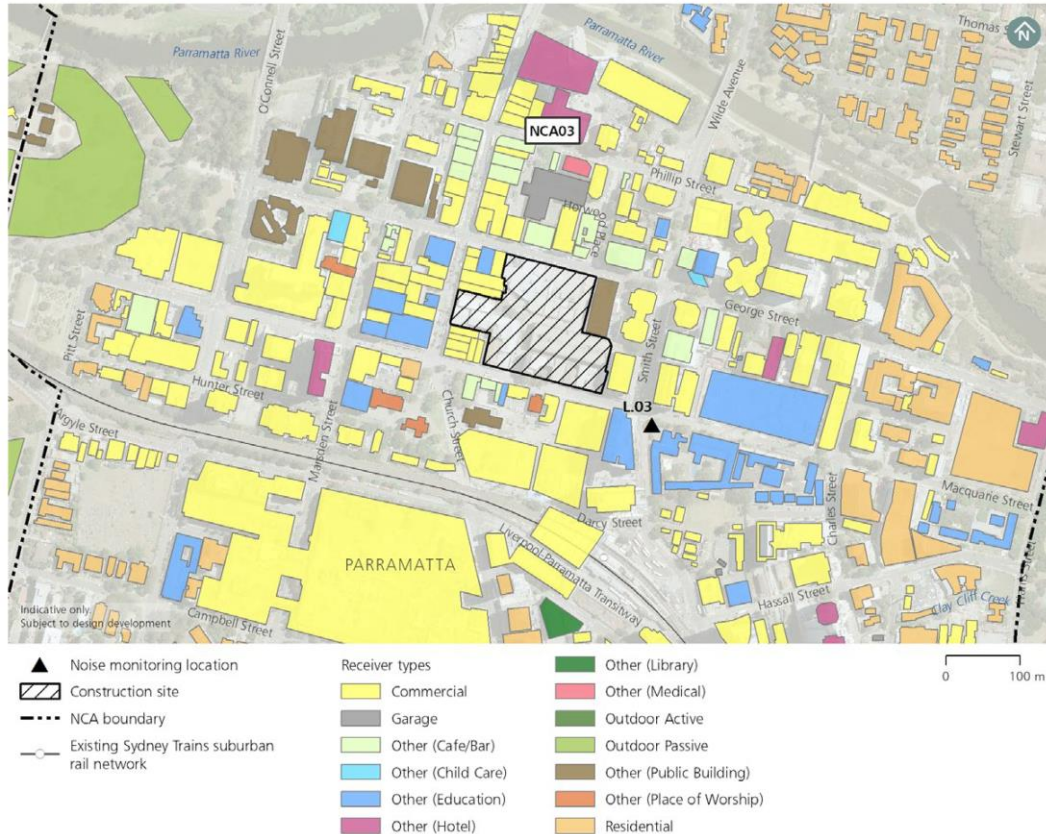 Thomas S
N
Parramatta River
O'Connell Street
Parramatta River
Wilde Avenue
Stewart Street
NCA03
Phillip Street
Horwood Place
George Street
Pitt Street
Smith Street
Hunter Street
L.03
Argyle Street
Marsden Street
Church Street
Macquarie Street
Darcy Street
Charles Street
PARRAMATTA
Liverpool-Parramatta Transitway
Hassall Street
Clay Cliff Creek
Indicative only
Subject to design development
Campbell Street
Noise monitoring location
Construction site
NCA boundary
Existing Sydney Trains suburban
rail network
Receiver types
Commercial
Garage
Other (Cafe/Bar)
Other (Child Care)
Other (Education)
Other (Hotel)
Other (Library)
Other (Medical)
Outdoor Active
Outdoor Passive
Other (Public Building)
Other (Place of Worship)
Residential
0 100 m